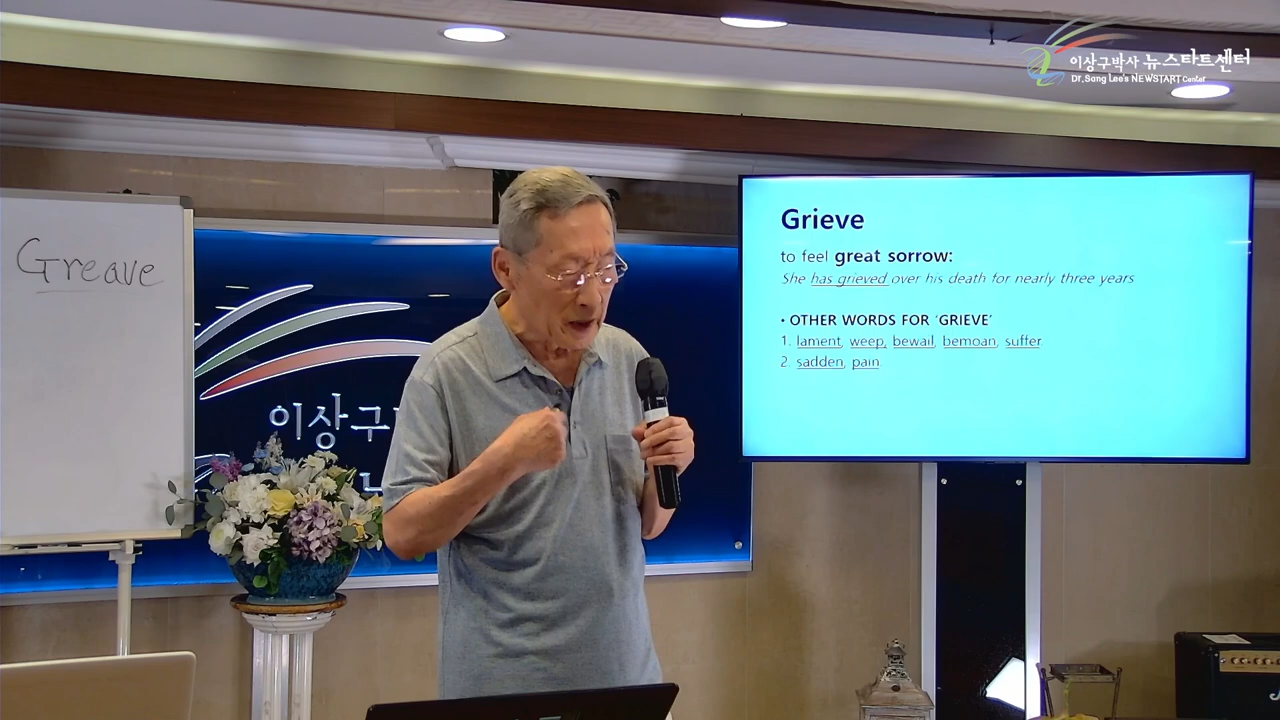 이상구박사 뉴스타트센터
Dr. Sang Lee's NEWSTART Center
Greave
이상구
Grieve
to feel great sorrow:
She has grieved over his death for nearly three years
• OTHER WORDS FOR ‘GRIEVE’
1. lament, weep, bewail, bemoan, suffer.
2. sadden, pain.